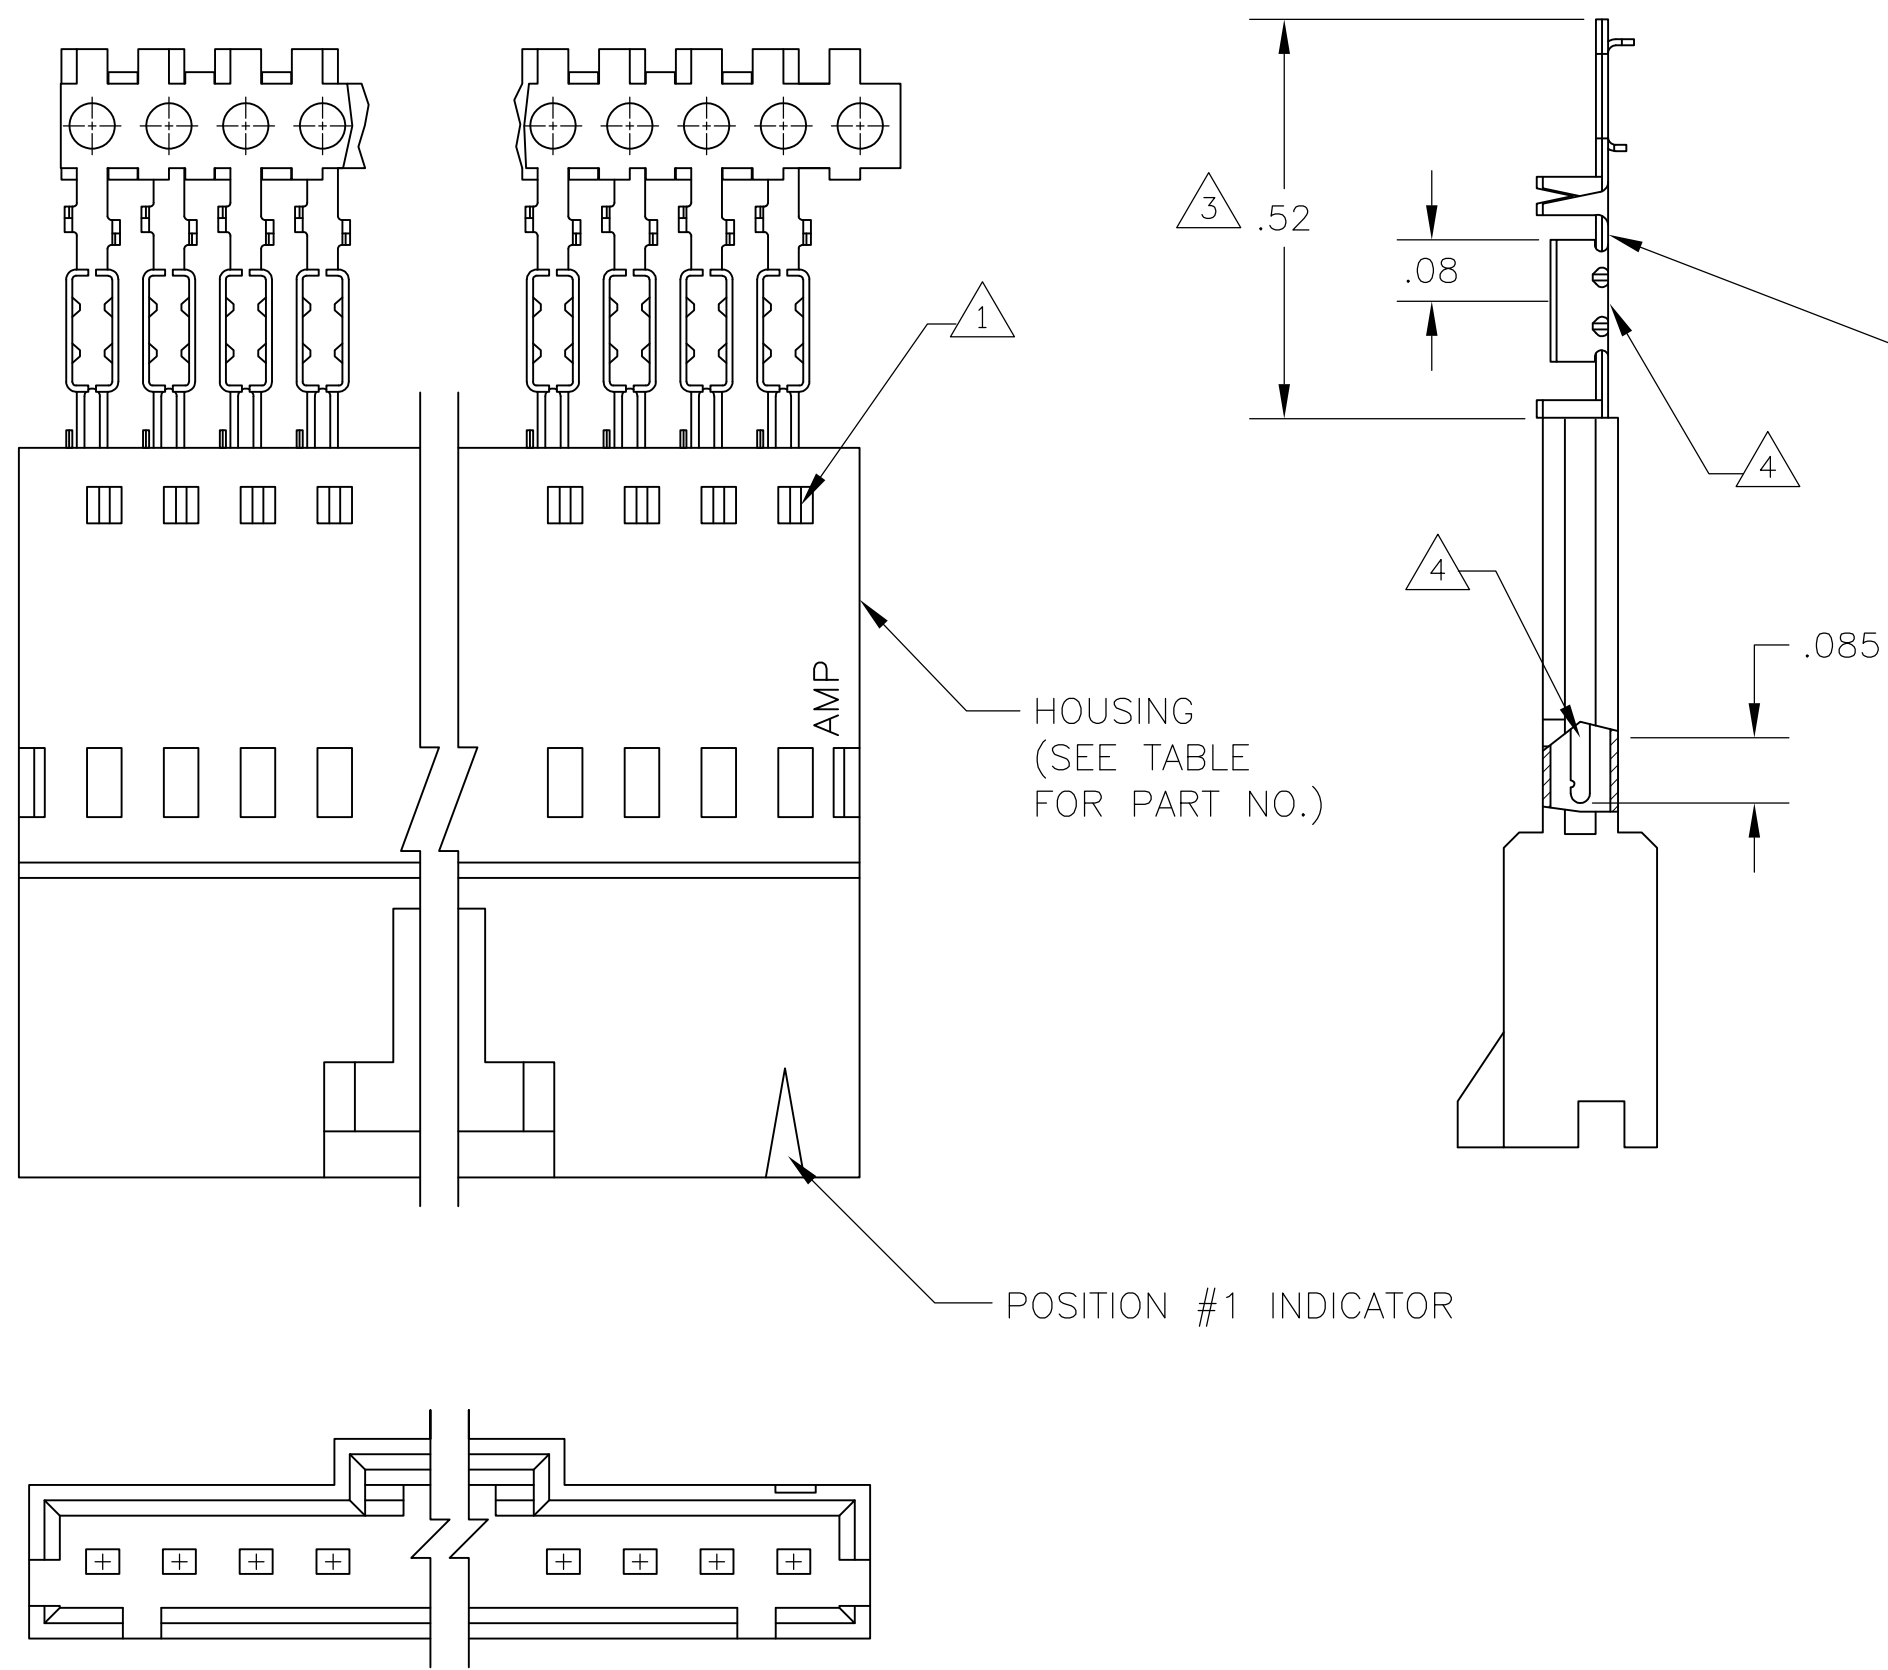 3
.52
.08
1
4
4
.085
AMP
HOUSING
(SEE TABLE
FOR PART NO.)
POSITION #1 INDICATOR